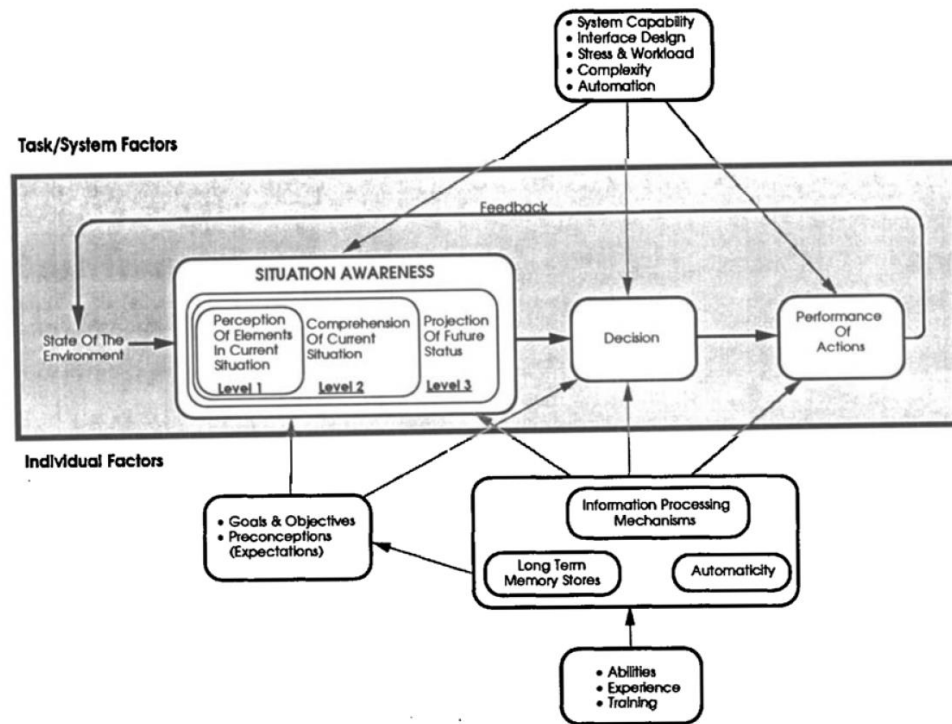 • System Capability
• Interface Design
• Stress & Workload
• Complexity
• Automation
Task/System Factors
Feedback
SITUATION AWARENESS
Perception
Of Elements
In Current
Situation
Level 1
Comprehension
Of Current
Situation
Level 2
Projection
Of Future
Status
Level 3
State Of The
Environment
Decision
Performance
Of
Actions
Individual Factors
• Goals & Objectives
• Preconceptions
(Expectations)
Information Processing
Mechanisms
Long Term
Memory Stores
Automaticity
• Abilities
• Experience
• Training